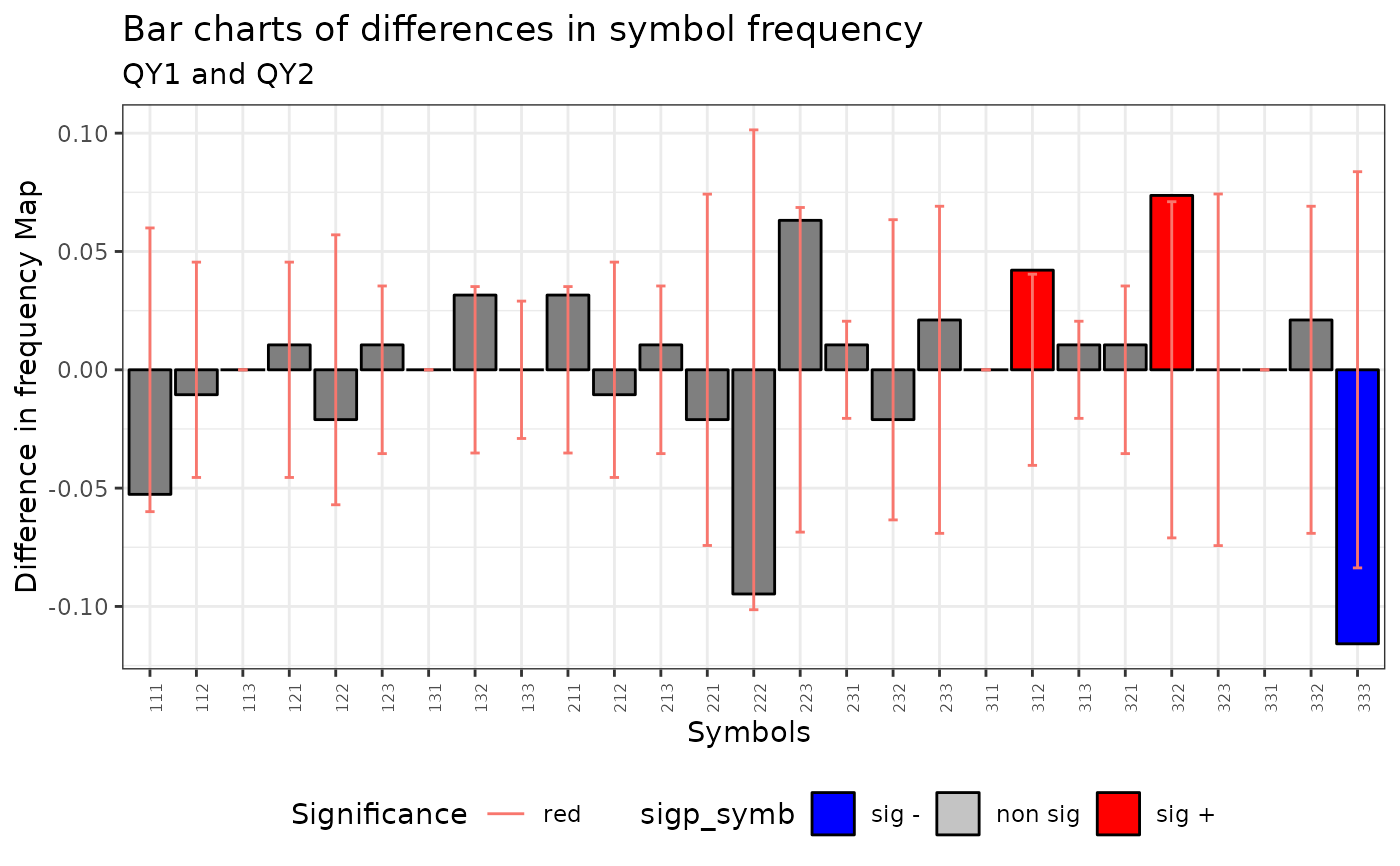 Bar charts of differences in symbol frequency
QY1 and QY2
Difference in frequency Map
0.10
0.05
0.00
-0.05
-0.10
111 112 113 121 122 123 131 132 133 211 212 213 221 222 223 231 232 233 311 312 313 321 322 323 331 332 333
Symbols
Significance red sigp_symb sig - non sig sig +